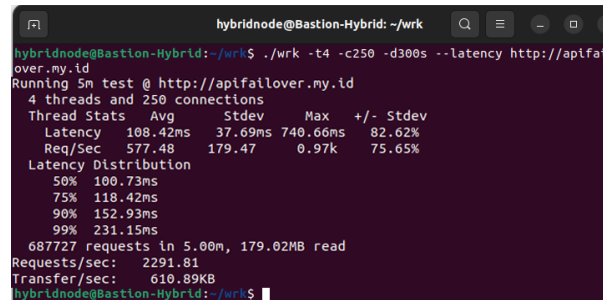 hybridnode@Bastion-Hybrid: ~/wrk
hybridnode@Bastion-Hybrid:~/wrk$ ./wrk -t4 -c250 -d300s --latency http://apifai
over.my.id
Running 5m test @ http://apifailover.my.id
  4 threads and 250 connections
  Thread Stats   Avg      Stdev     Max   +/- Stdev
    Latency   108.42ms   37.69ms 740.66ms   82.62%
    Req/Sec   577.48    179.47     0.97k    75.65%
  Latency Distribution
     50%  100.73ms
     75%  118.42ms
     90%  152.93ms
     99%  231.15ms
  687727 requests in 5.00m, 179.02MB read
Requests/sec:   2291.81
Transfer/sec:    610.89KB
hybridnode@Bastion-Hybrid:~/wrk$